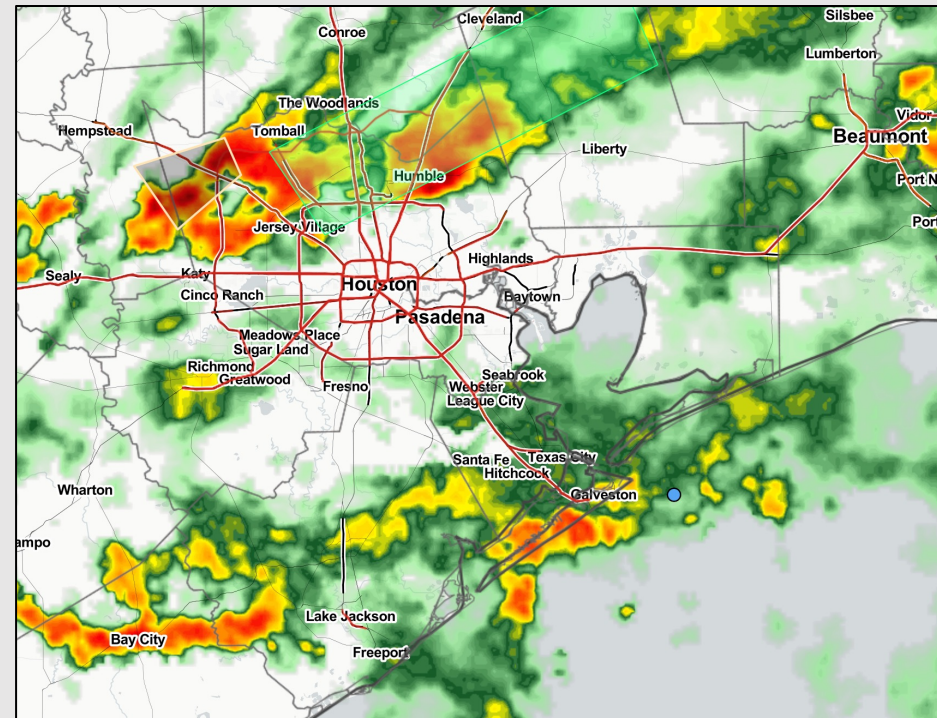 Cleveland
Silsbee
Conroe
Lumberton
The Woodlands
Vidor
Hempstead
Tomball
Beaumont
Liberty
Humble
Port N
Port
Jersey Village
Highlands
Sealy
Katy
Houston
Cinco Ranch
Baytown
Pasadena
Meadows Place
Sugar Land
Richmond
Greatwood
Seabrook
Fresno
Webster
League City
Santa Fe
Texas City
Hitchcock
Wharton
Galveston
ampo
Lake Jackson
Bay City
Freeport